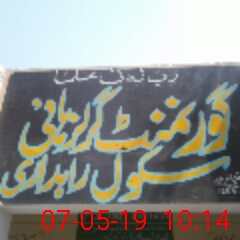 رب زدنی علما
گورنمنٹ گرلز ہائی
سکول راہداری
07-05-19 10:14